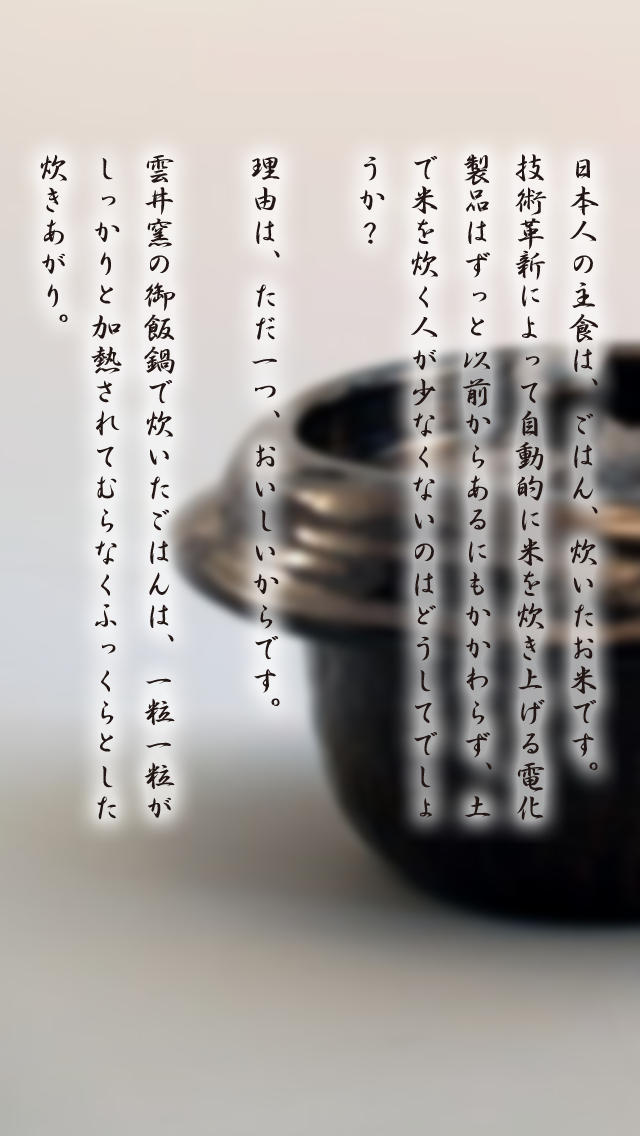 日本人の主食は、ごはん、炊いたお米です。
技術革新によって自動的に米を炊き上げる電化
製品はずっと以前からあるにもかかわらず、土
で米を炊く人が少なくないのはどうしてでしょ
うか？
理由は、ただ一つ、おいしいからです。
雲井窯の御飯鍋で炊いたごはんは、一粒一粒が
しっかりと加熱されてむらなくふっくらとした
炊きあがり。